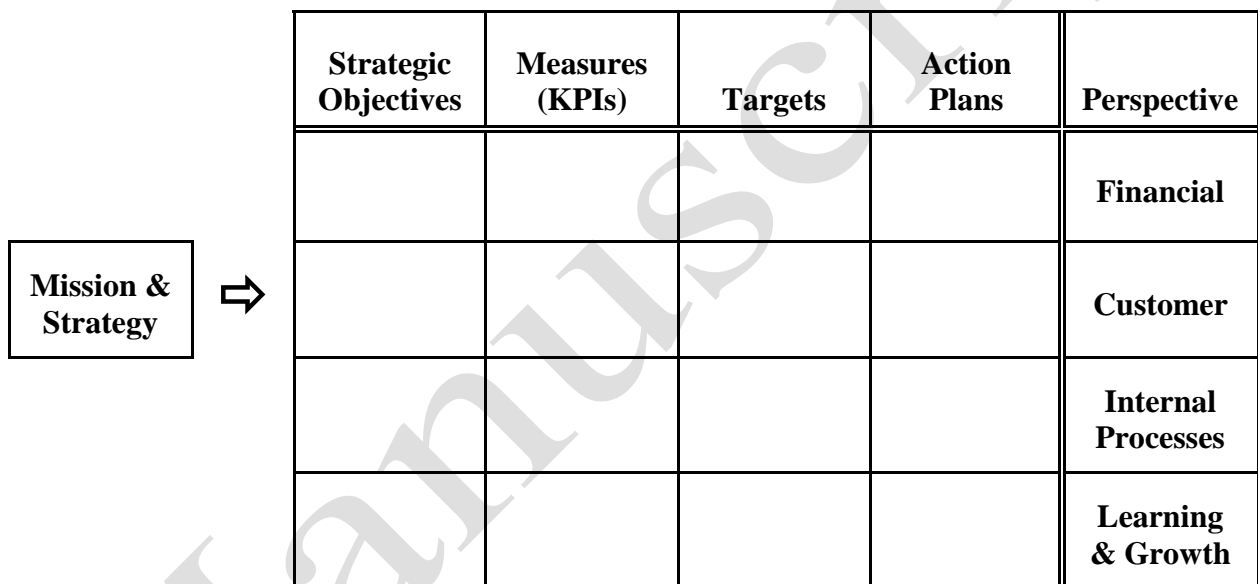 Strategic
Objectives
Measures
(KPIs)
Targets
Action
Plans
Perspective
Financial
Mission &
Strategy
⇨
Customer
Internal
Processes
Learning
& Growth